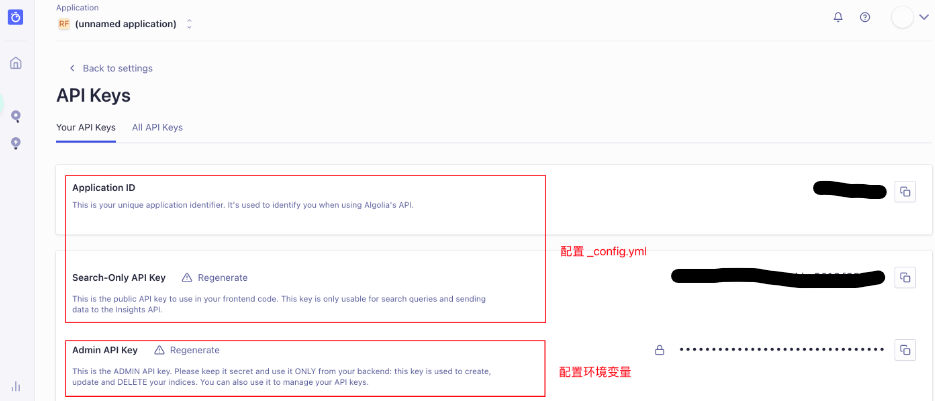 Application
RF (unnamed application)
Back to settings
API Keys
Your API Keys All API Keys
Application ID
This is your unique application identifier. It's used to identify you when using Algolia's API.
配置 _config.yml
Search-Only API Key Regenerate
This is the public API key to use in your frontend code. This key is only usable for search queries and sending
data to the Insights API.
Admin API Key Regenerate
This is the ADMIN API key. Please keep it secret and use it ONLY from your backend: this key is used to create,
update and DELETE your indices. You can also use it to manage your API keys.
配置环境变量